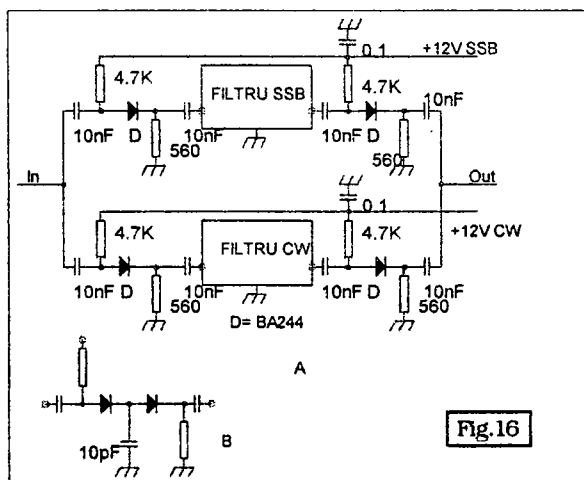 0.1
+12V SSB
4.7K
FILTRU SSB
4.7K
10nF
10nF D
10nF
10nF D
560
560
In
Out
0.1
+12V CW
4.7K
FILTRU CW
4.7K
10nF D
10nF
10nF D
10nF
560
560
D= BA244
A
10pF
B
Fig.16